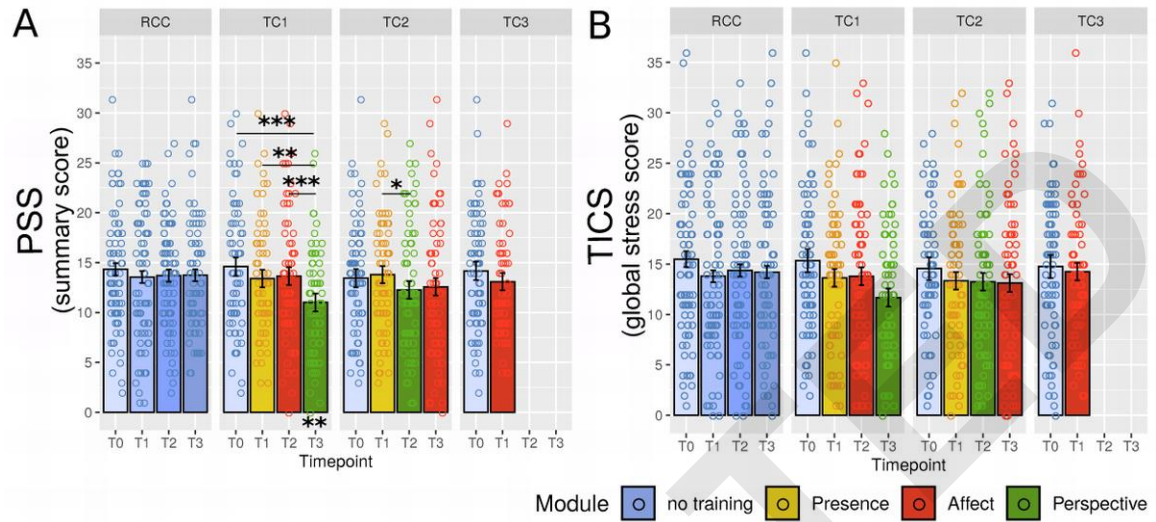 A
RCC TC1 TC2 TC3
PSS
(summary score)
35
30
25
20
15
10
5
0
***
**
***
*
**
T0 T1 T2 T3 T0 T1 T2 T3 T0 T1 T2 T3 T0 T1 T2 T3
Timepoint
B
RCC TC1 TC2 TC3
TICS
(global stress score)
35
30
25
20
15
10
5
0
T0 T1 T2 T3 T0 T1 T2 T3 T0 T1 T2 T3 T0 T1 T2 T3
Timepoint
Module no training Presence Affect Perspective